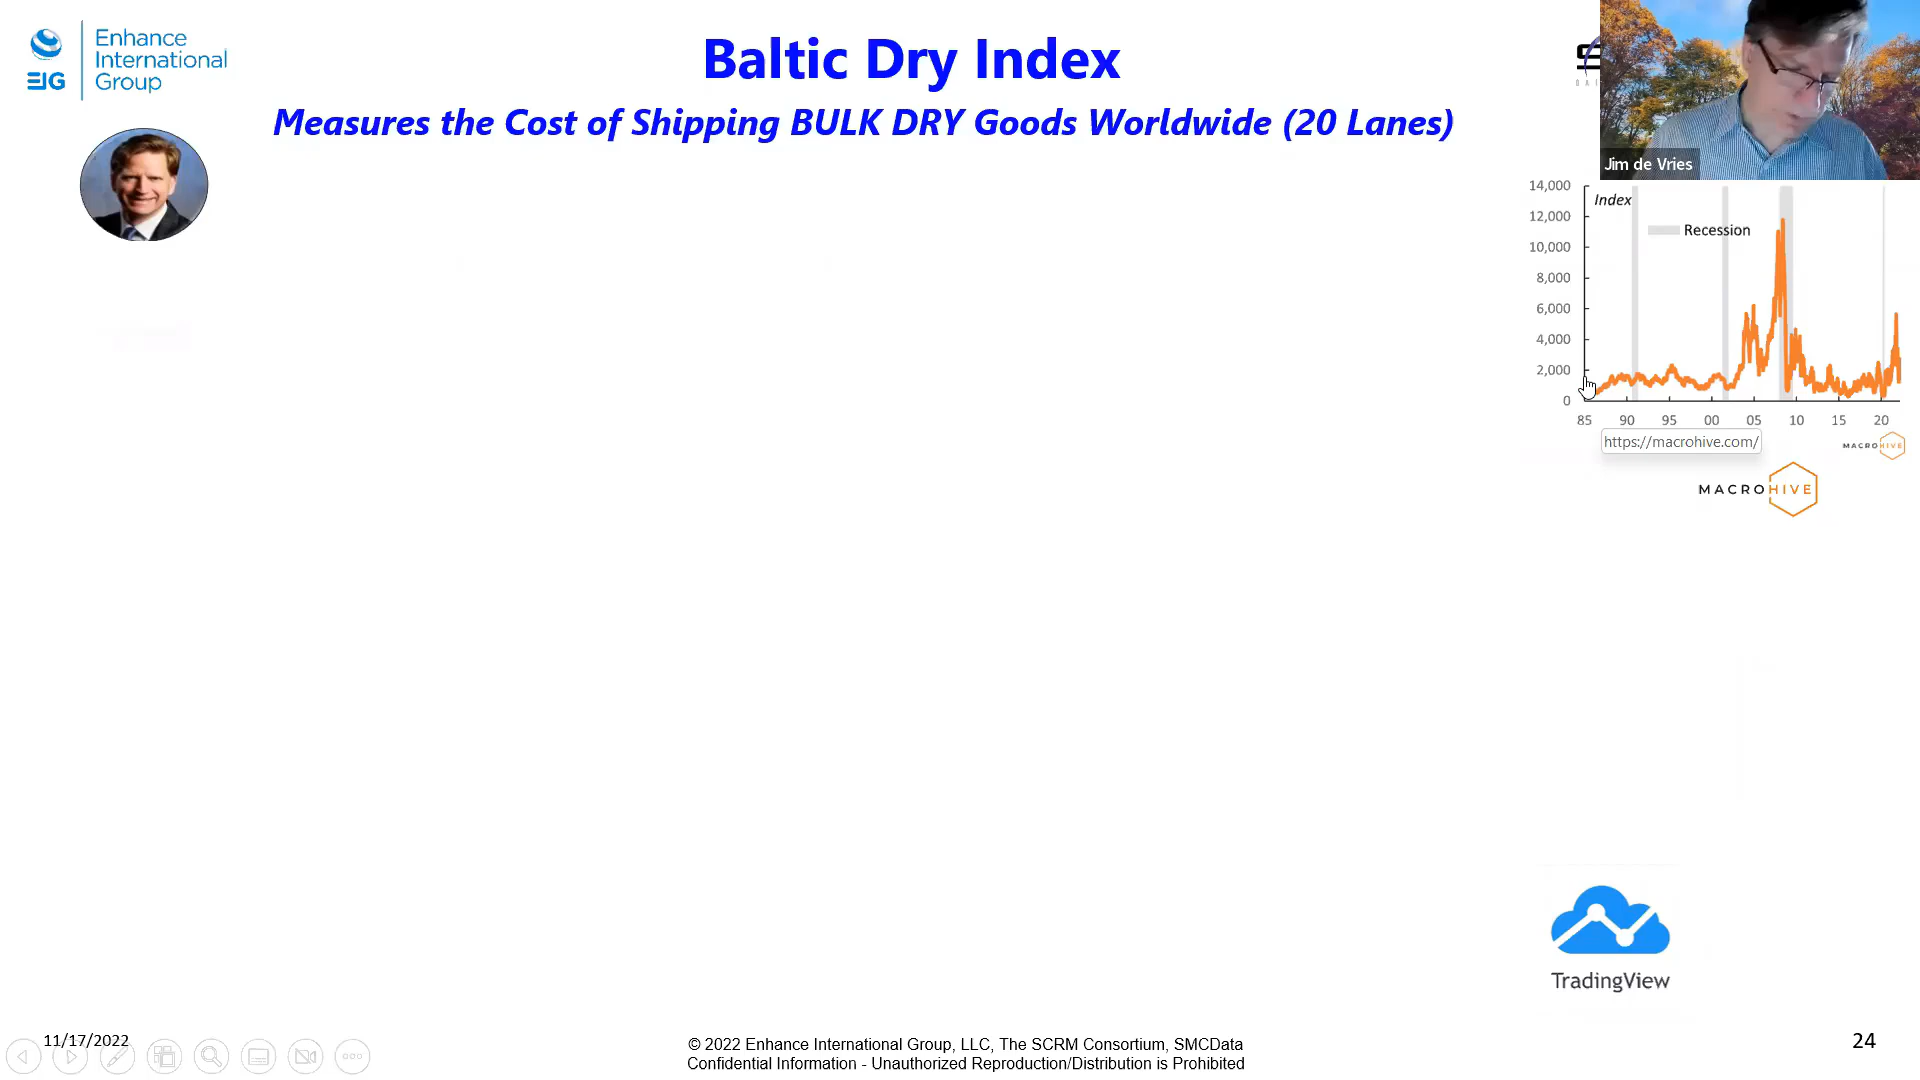 Enhance
International
Group
EIG
Baltic Dry Index
Measures the Cost of Shipping BULK DRY Goods Worldwide (20 Lanes)
Jim de Vries
14,000
12,000
10,000
8,000
6,000
4,000
2,000
0
Index
Recession
85 90 95 00 05 10 15 20
https://macrohive.com/
MACROHIVE
MACROHIVE
TradingView
11/17/2022
© 2022 Enhance International Group, LLC, The SCRM Consortium, SMCData
Confidential Information - Unauthorized Reproduction/Distribution is Prohibited
24